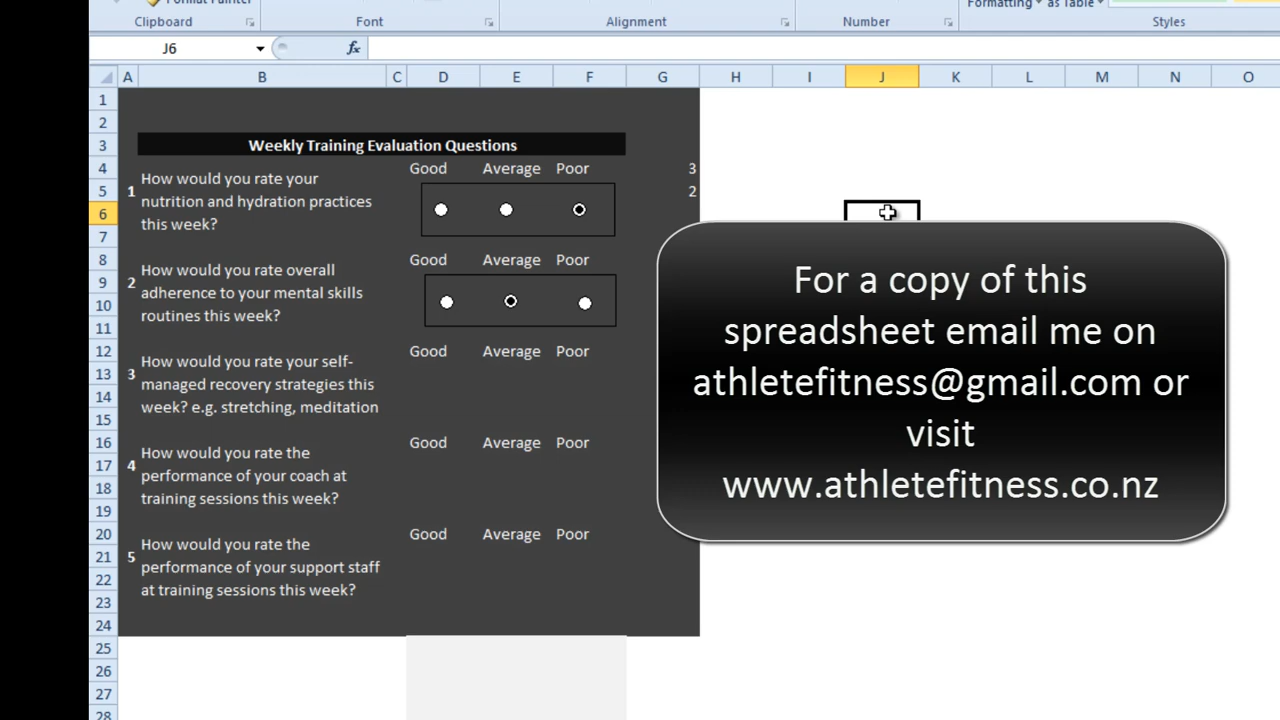 Format Painter
Formatting as Table
Clipboard Font Alignment Number Styles
J6 fx
A B C D E F G H I J K L M N O
1
2
3 Weekly Training Evaluation Questions
4 Good Average Poor 3
5 2
6
7
1 How would you rate your
nutrition and hydration practices
this week?
8 Good Average Poor
9
10
11
2 How would you rate overall
adherence to your mental skills
routines this week?
12 Good Average Poor
13
14
15
3 How would you rate your self-
managed recovery strategies this
week? e.g. stretching, meditation
16 Good Average Poor
17
18
19
4 How would you rate the
performance of your coach at
training sessions this week?
20 Good Average Poor
21
22
23
5 How would you rate the
performance of your support staff
at training sessions this week?
24
25
26
27
28
For a copy of this
spreadsheet email me on
athletefitness@gmail.com or
visit
www.athletefitness.co.nz